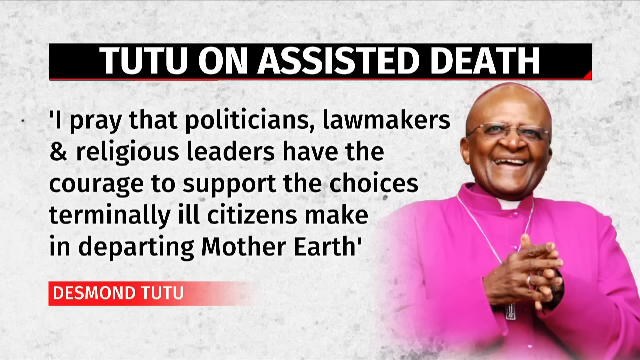 TUTU ON ASSISTED DEATH
'I pray that politicians, lawmakers
& religious leaders have the
courage to support the choices
terminally ill citizens make
in departing Mother Earth'
DESMOND TUTU